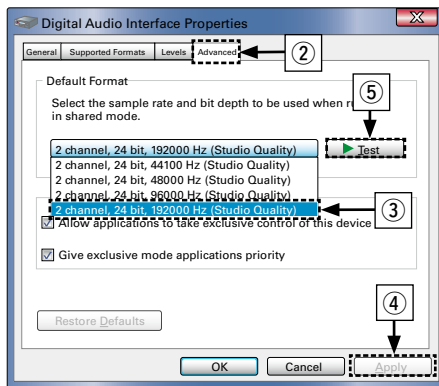 Digital Audio Interface Properties
X
General Supported Formats Levels Advanced
②
Default Format
⑤
Select the sample rate and bit depth to be used when
in shared mode.
2 channel, 24 bit, 192000 Hz (Studio Quality)
Test
2 channel, 24 bit, 44100 Hz (Studio Quality)
2 channel, 24 bit, 48000 Hz (Studio Quality)
2 channel, 24 bit, 96000 Hz (Studio Quality)
2 channel, 24 bit, 192000 Hz (Studio Quality)
③
Allow applications to take exclusive control of this device
Give exclusive mode applications priority
④
Restore Defaults
OK Cancel Apply